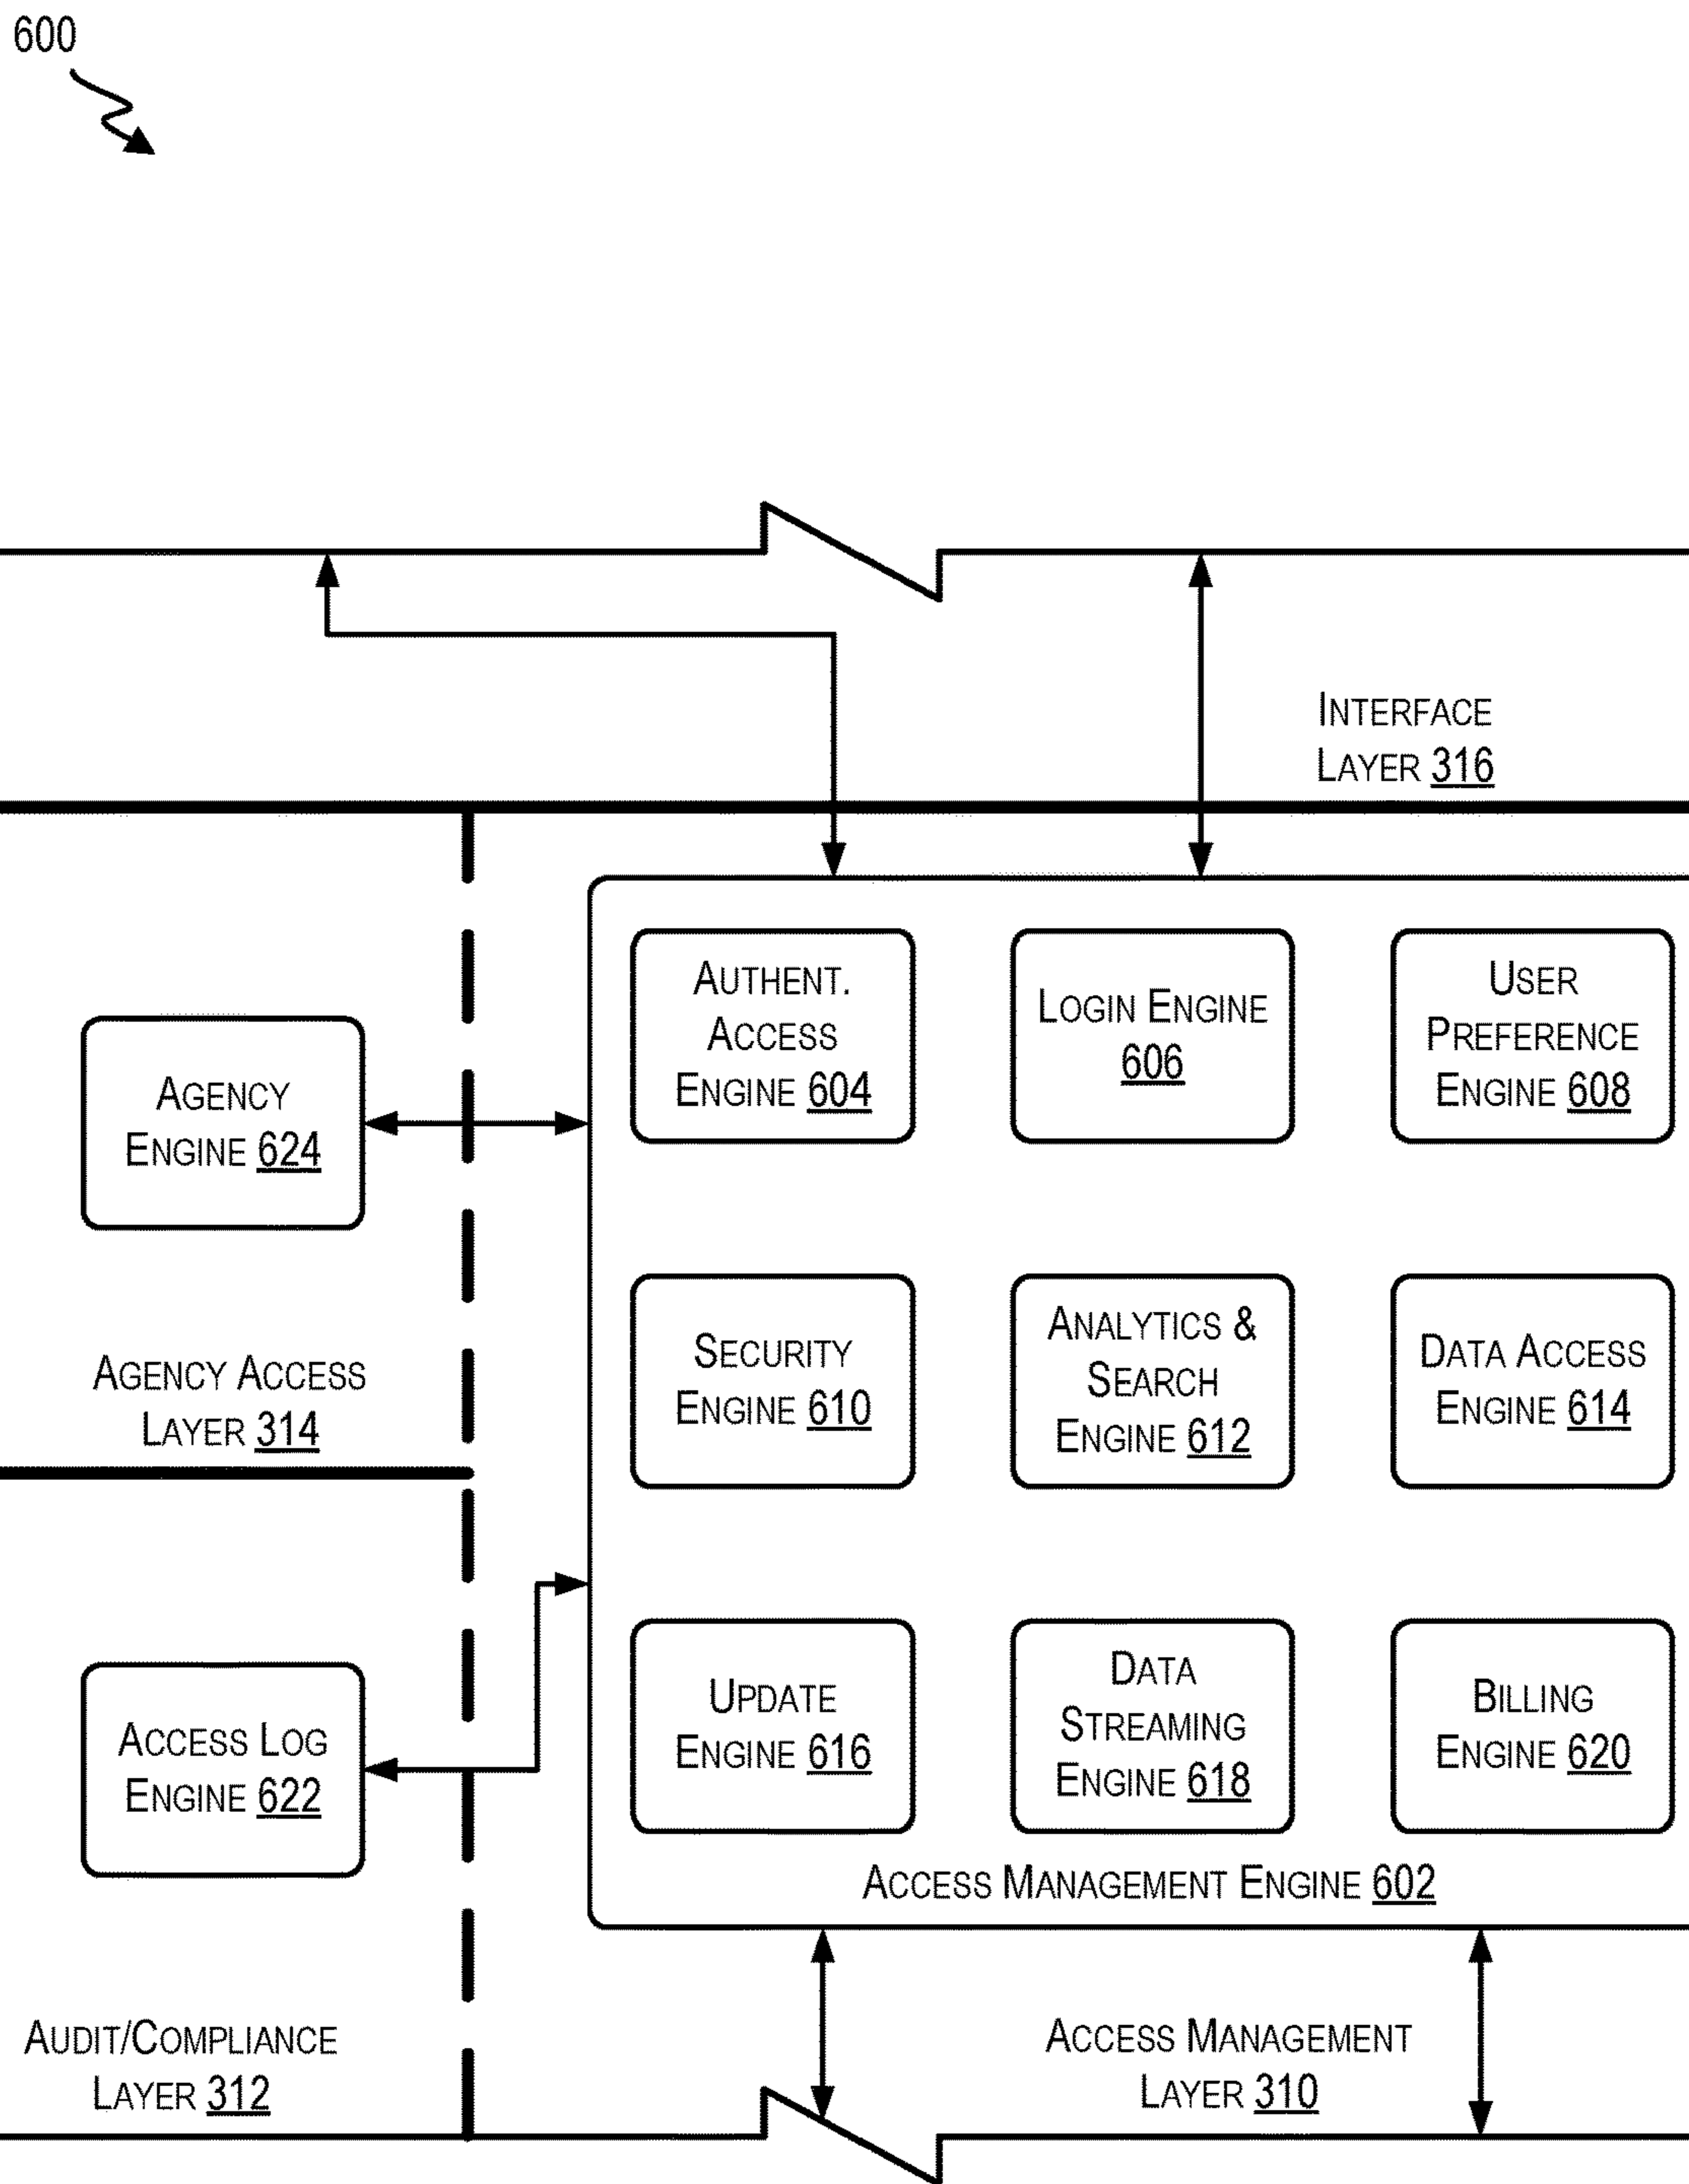 600
INTERFACE
LAYER 316
AUTHENT.
ACCESS
ENGINE 604
LOGIN ENGINE
606
USER
PREFERENCE
ENGINE 608
AGENCY
ENGINE 624
SECURITY
ENGINE 610
ANALYTICS &
SEARCH
ENGINE 612
DATA ACCESS
ENGINE 614
AGENCY ACCESS
LAYER 314
UPDATE
ENGINE 616
DATA
STREAMING
ENGINE 618
BILLING
ENGINE 620
ACCESS LOG
ENGINE 622
ACCESS MANAGEMENT ENGINE 602
AUDIT/COMPLIANCE
LAYER 312
ACCESS MANAGEMENT
LAYER 310